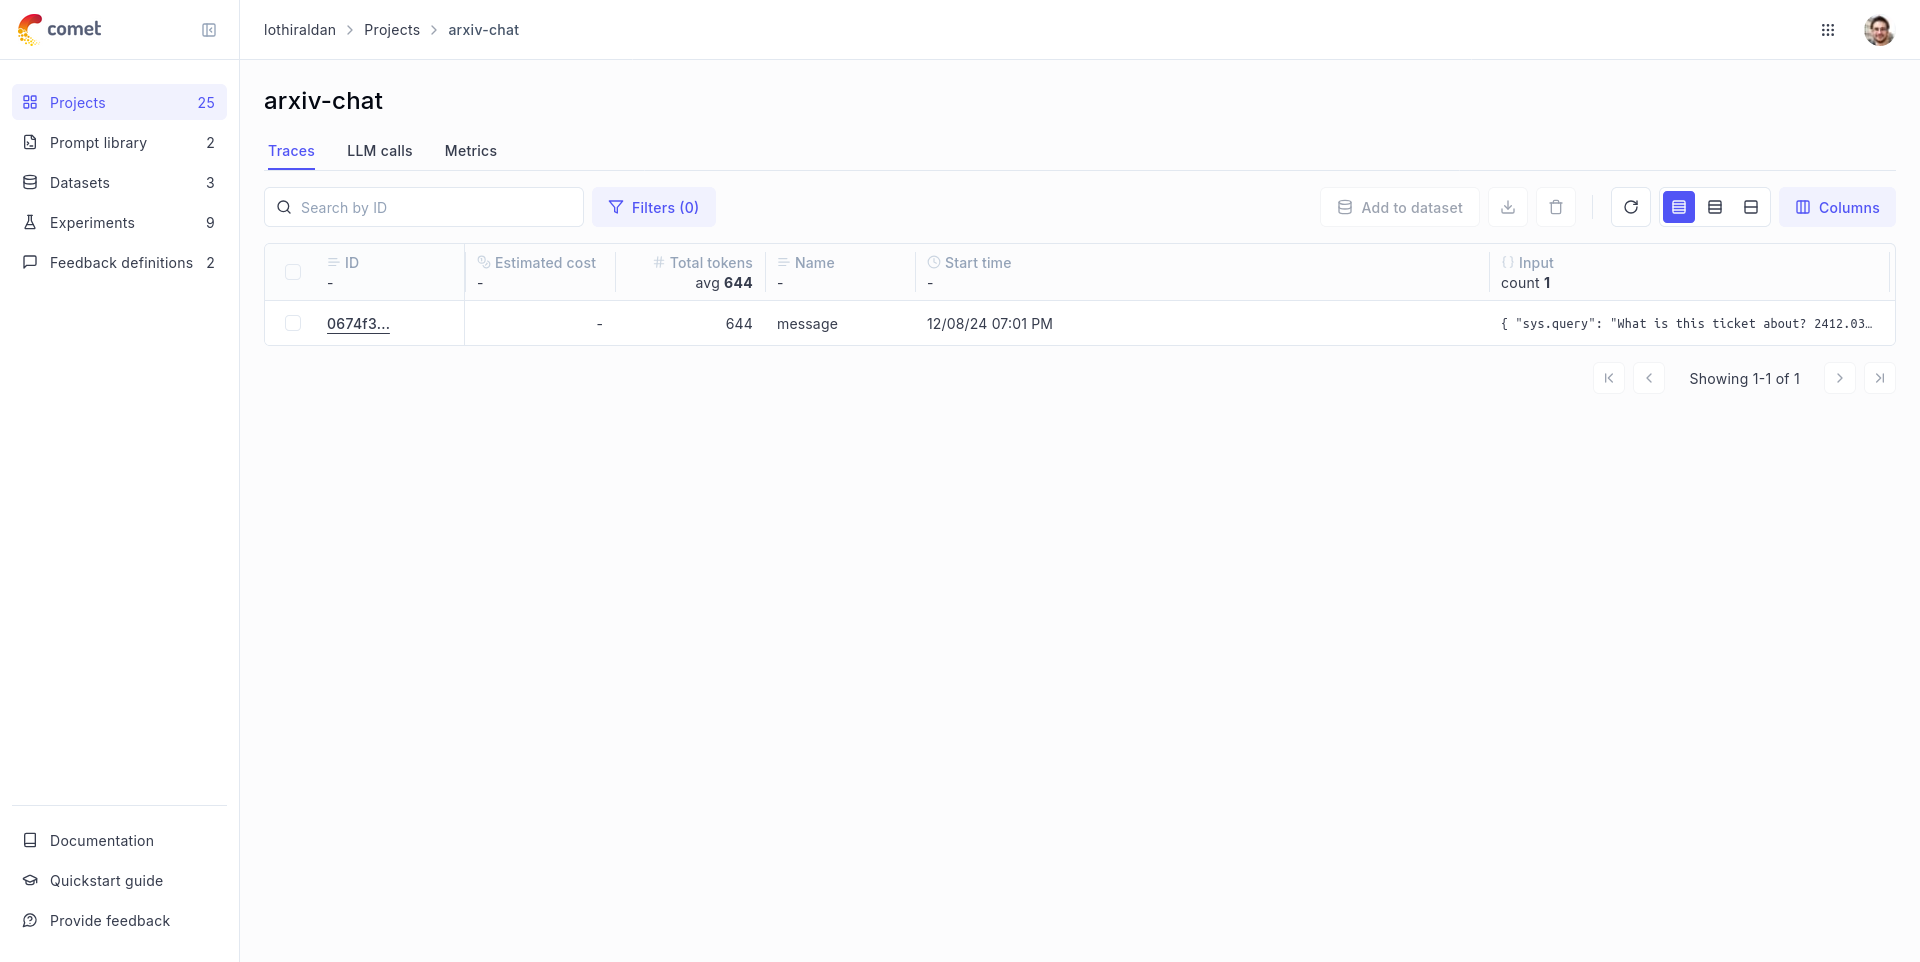 comet
lothiraldan > Projects > arxiv-chat
Projects 25
Prompt library 2
Datasets 3
Experiments 9
Feedback definitions 2
Documentation
Quickstart guide
Provide feedback
arxiv-chat
Traces LLM calls Metrics
Search by ID Filters (0) Add to dataset Columns
ID Estimated cost # Total tokens Name Start time {} Input
- - avg 644 - - count 1
0674f3... - 644 message 12/08/24 07:01 PM { "sys.query": "What is this ticket about? 2412.03…
Showing 1-1 of 1